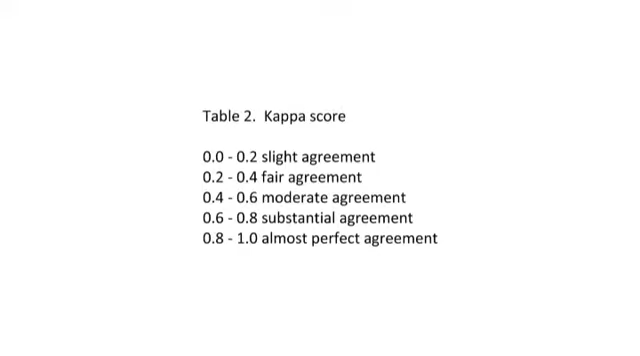 Table 2.  Kappa score
0.0 - 0.2 slight agreement
0.2 - 0.4 fair agreement
0.4 - 0.6 moderate agreement
0.6 - 0.8 substantial agreement
0.8 - 1.0 almost perfect agreement